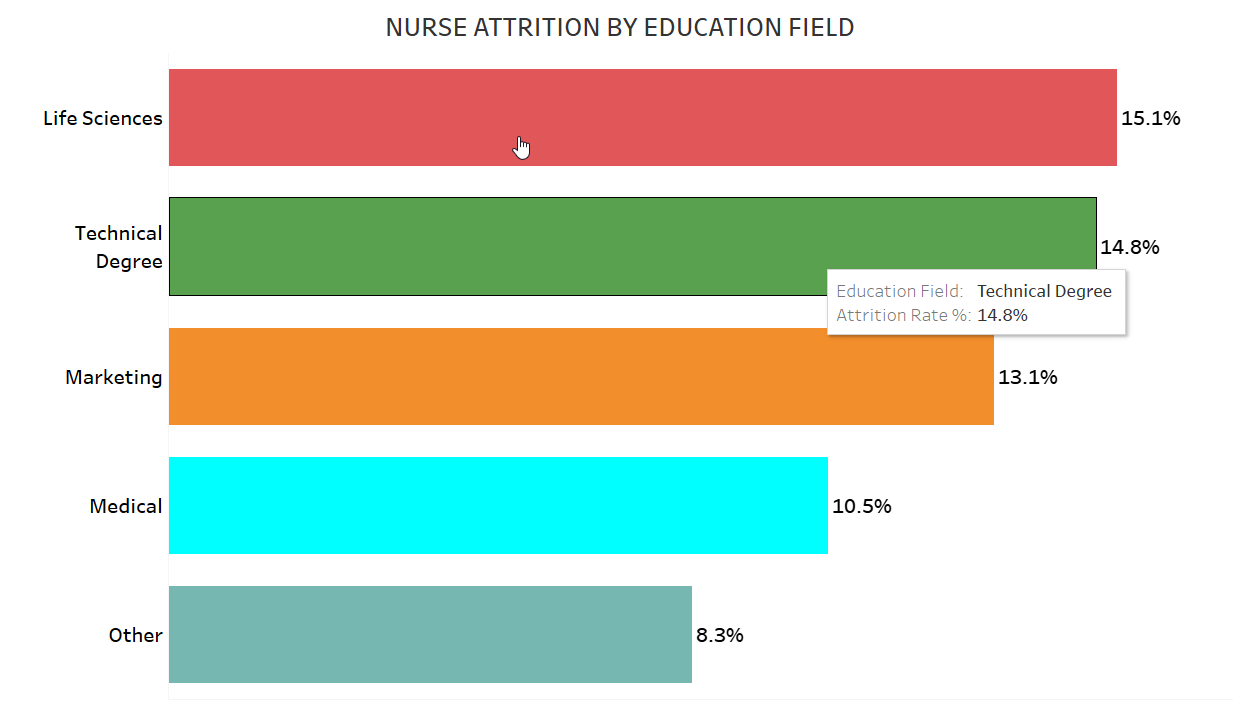 NURSE ATTRITION BY EDUCATION FIELD
Life Sciences
15.1%
Technical
Degree
14.8%
Education Field: Technical Degree
Attrition Rate %: 14.8%
Marketing
13.1%
Medical
10.5%
Other
8.3%